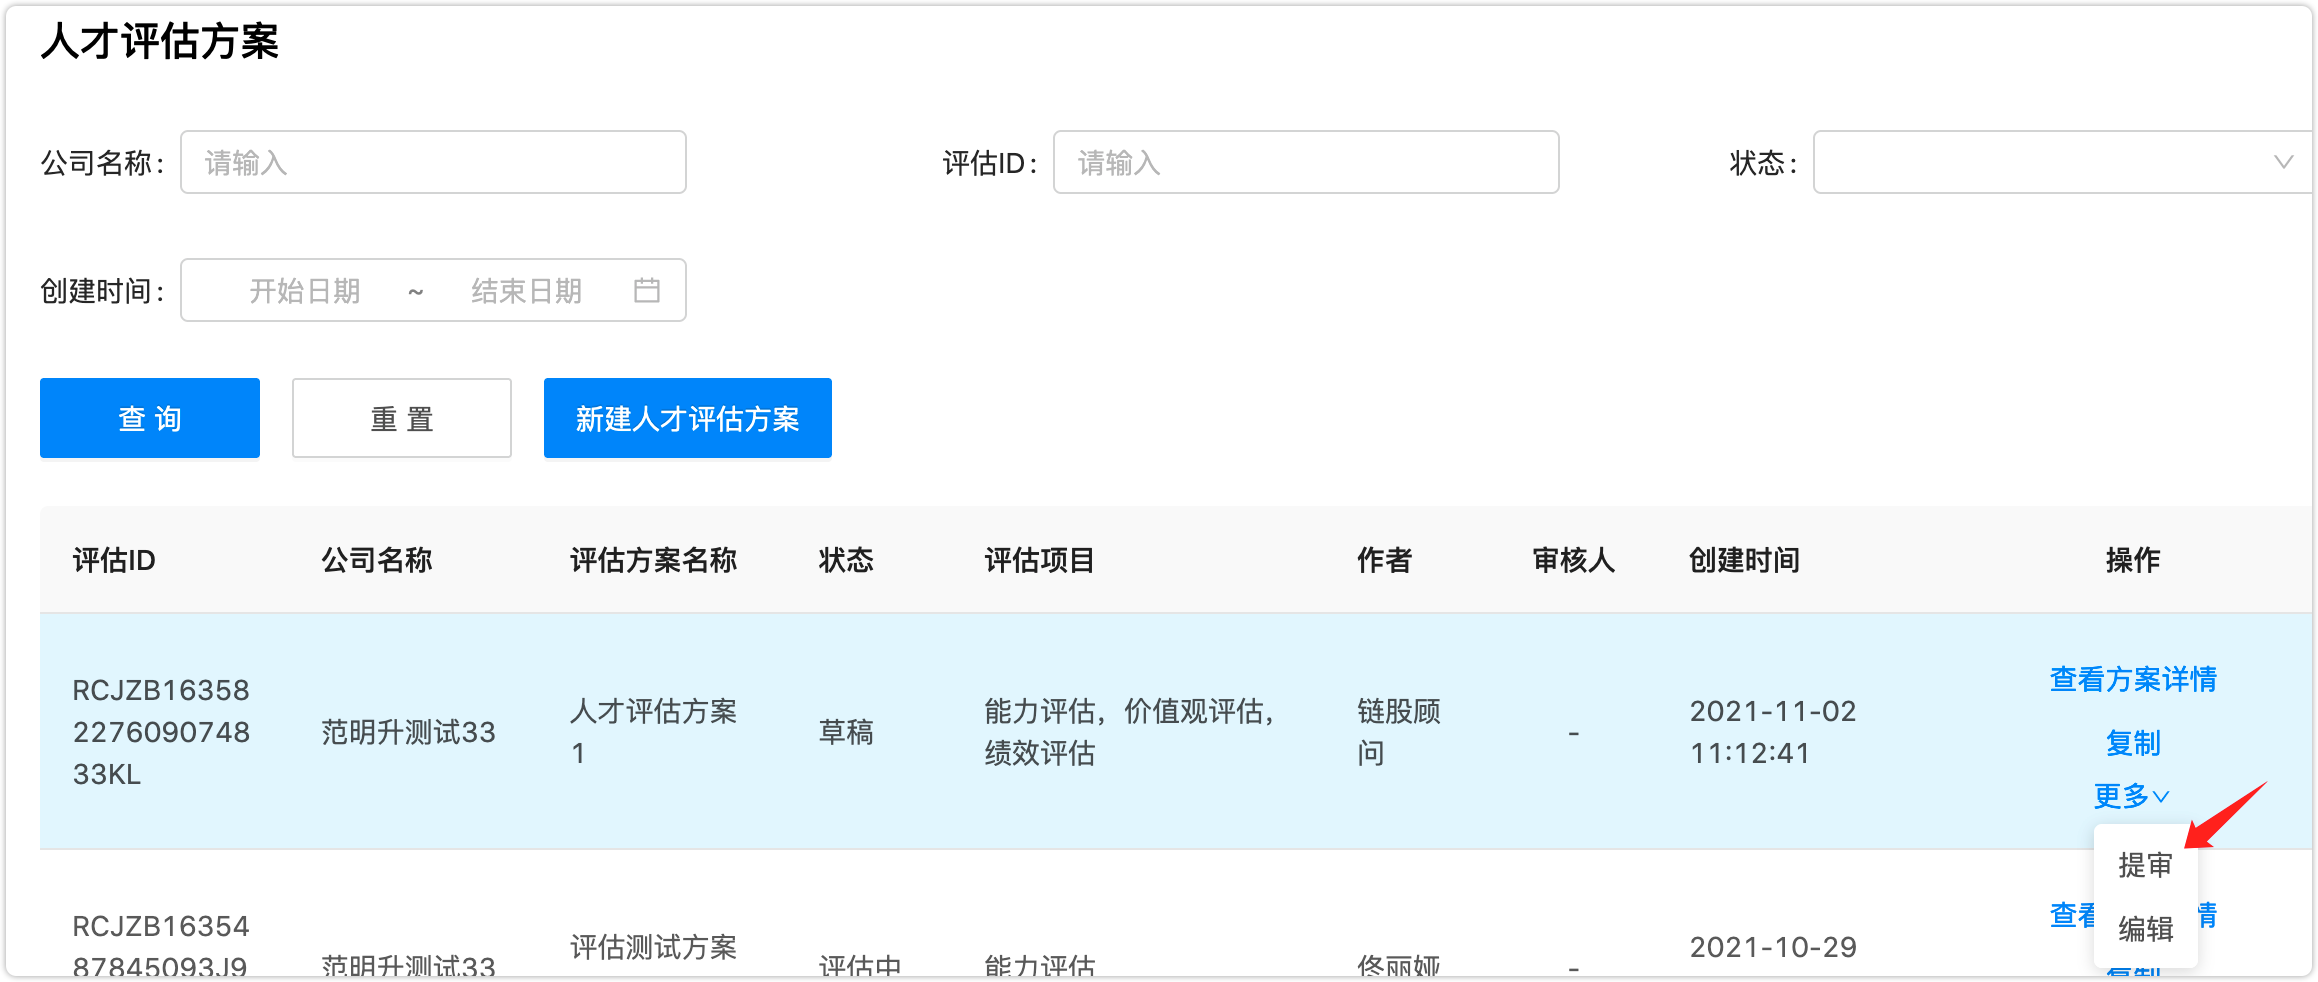 人才评估方案
公司名称: 请输入 评估ID: 请输入 状态:
创建时间: 开始日期 ~ 结束日期
查 询 重 置 新建人才评估方案
评估ID 公司名称 评估方案名称 状态 评估项目 作者 审核人 创建时间 操作
RCJZB16358
2276090748
33KL
范明升测试33
人才评估方案
1
草稿
能力评估，价值观评估，
绩效评估
链股顾
问
-
2021-11-02
11:12:41
查看方案详情
复制
更多
提审
编辑
RCJZB16354
87845093J9
范明升测试33
评估测试方案
评估中
能力评估
佟丽娅
-
2021-10-29
查看 情
复制